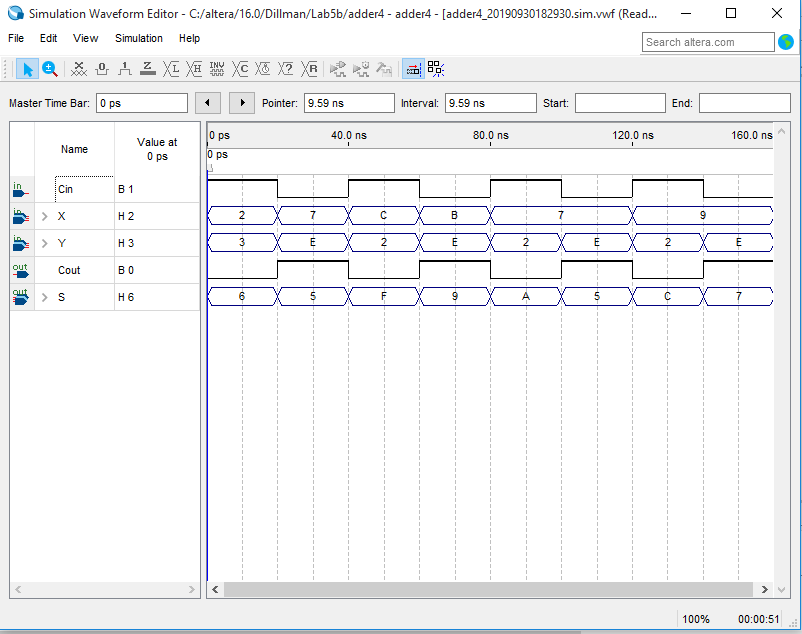 Simulation Waveform Editor - C:/altera/16.0/Dillman/Lab5b/adder4 - adder4 - [adder4_20190930182930.sim.vwf (Read...
File Edit View Simulation Help
Search altera.com
Master Time Bar: 0 ps Pointer: 9.59 ns Interval: 9.59 ns Start: End:
Name Value at 0 ps
0 ps 40.0 ns 80.0 ns 120.0 ns 160.0 ns
0 ps
in Cin B 1
in X H 2 2 7 C B 7 9
in Y H 3 3 E 2 E 2 E 2 E
out Cout B 0
out S H 6 6 5 F 9 A 5 C 7
100% 00:00:51